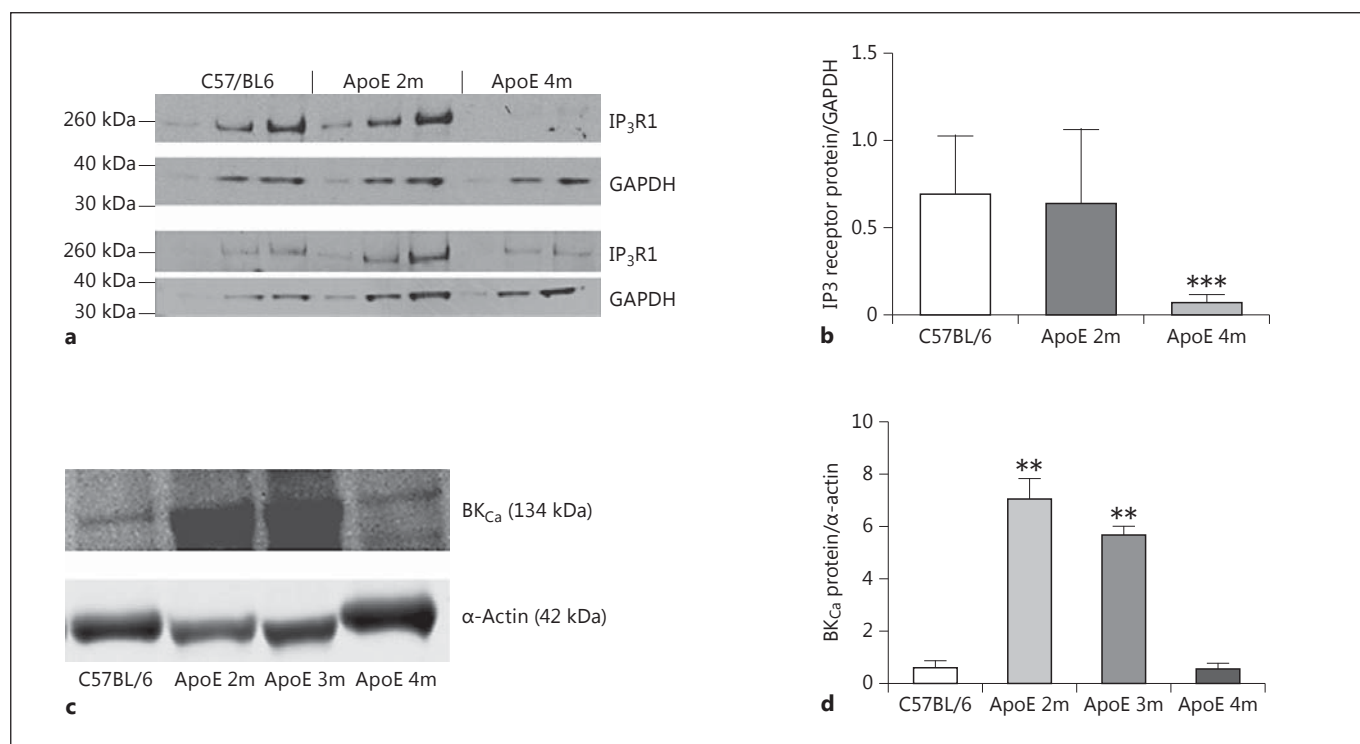 C57/BL6 ApoE 2m ApoE 4m
260 kDa IP₃R1
40 kDa
GAPDH
30 kDa
260 kDa IP₃R1
40 kDa
GAPDH
30 kDa
a
1.5
1.0
0.5
0
IP3 receptor protein/GAPDH
***
C57BL/6 ApoE 2m ApoE 4m
b
BK_Ca (134 kDa)
α-Actin (42 kDa)
C57BL/6 ApoE 2m ApoE 3m ApoE 4m
c
10
8
6
4
2
0
BK_Ca protein/α-actin
**
**
C57BL/6 ApoE 2m ApoE 3m ApoE 4m
d